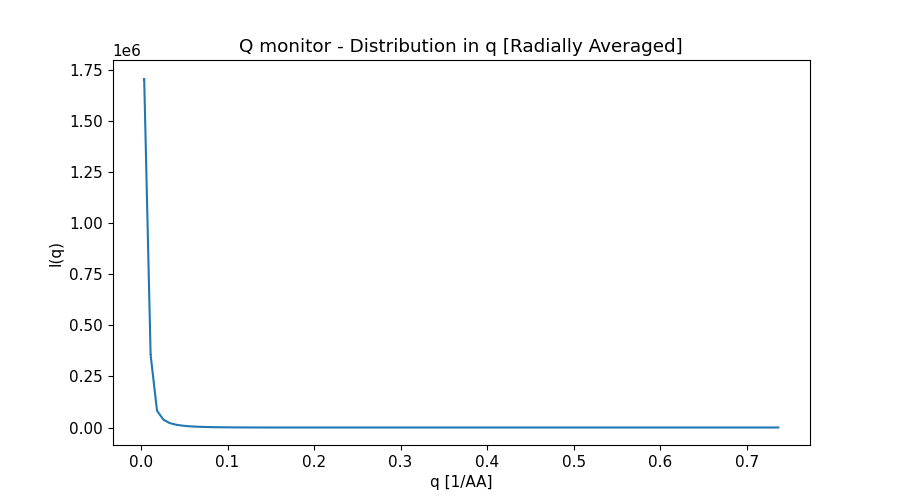 Q monitor - Distribution in q [Radially Averaged]
1e6
1.75
1.50
1.25
1.00
0.75
0.50
0.25
0.00
I(q)
0.0 0.1 0.2 0.3 0.4 0.5 0.6 0.7
q [1/AA]